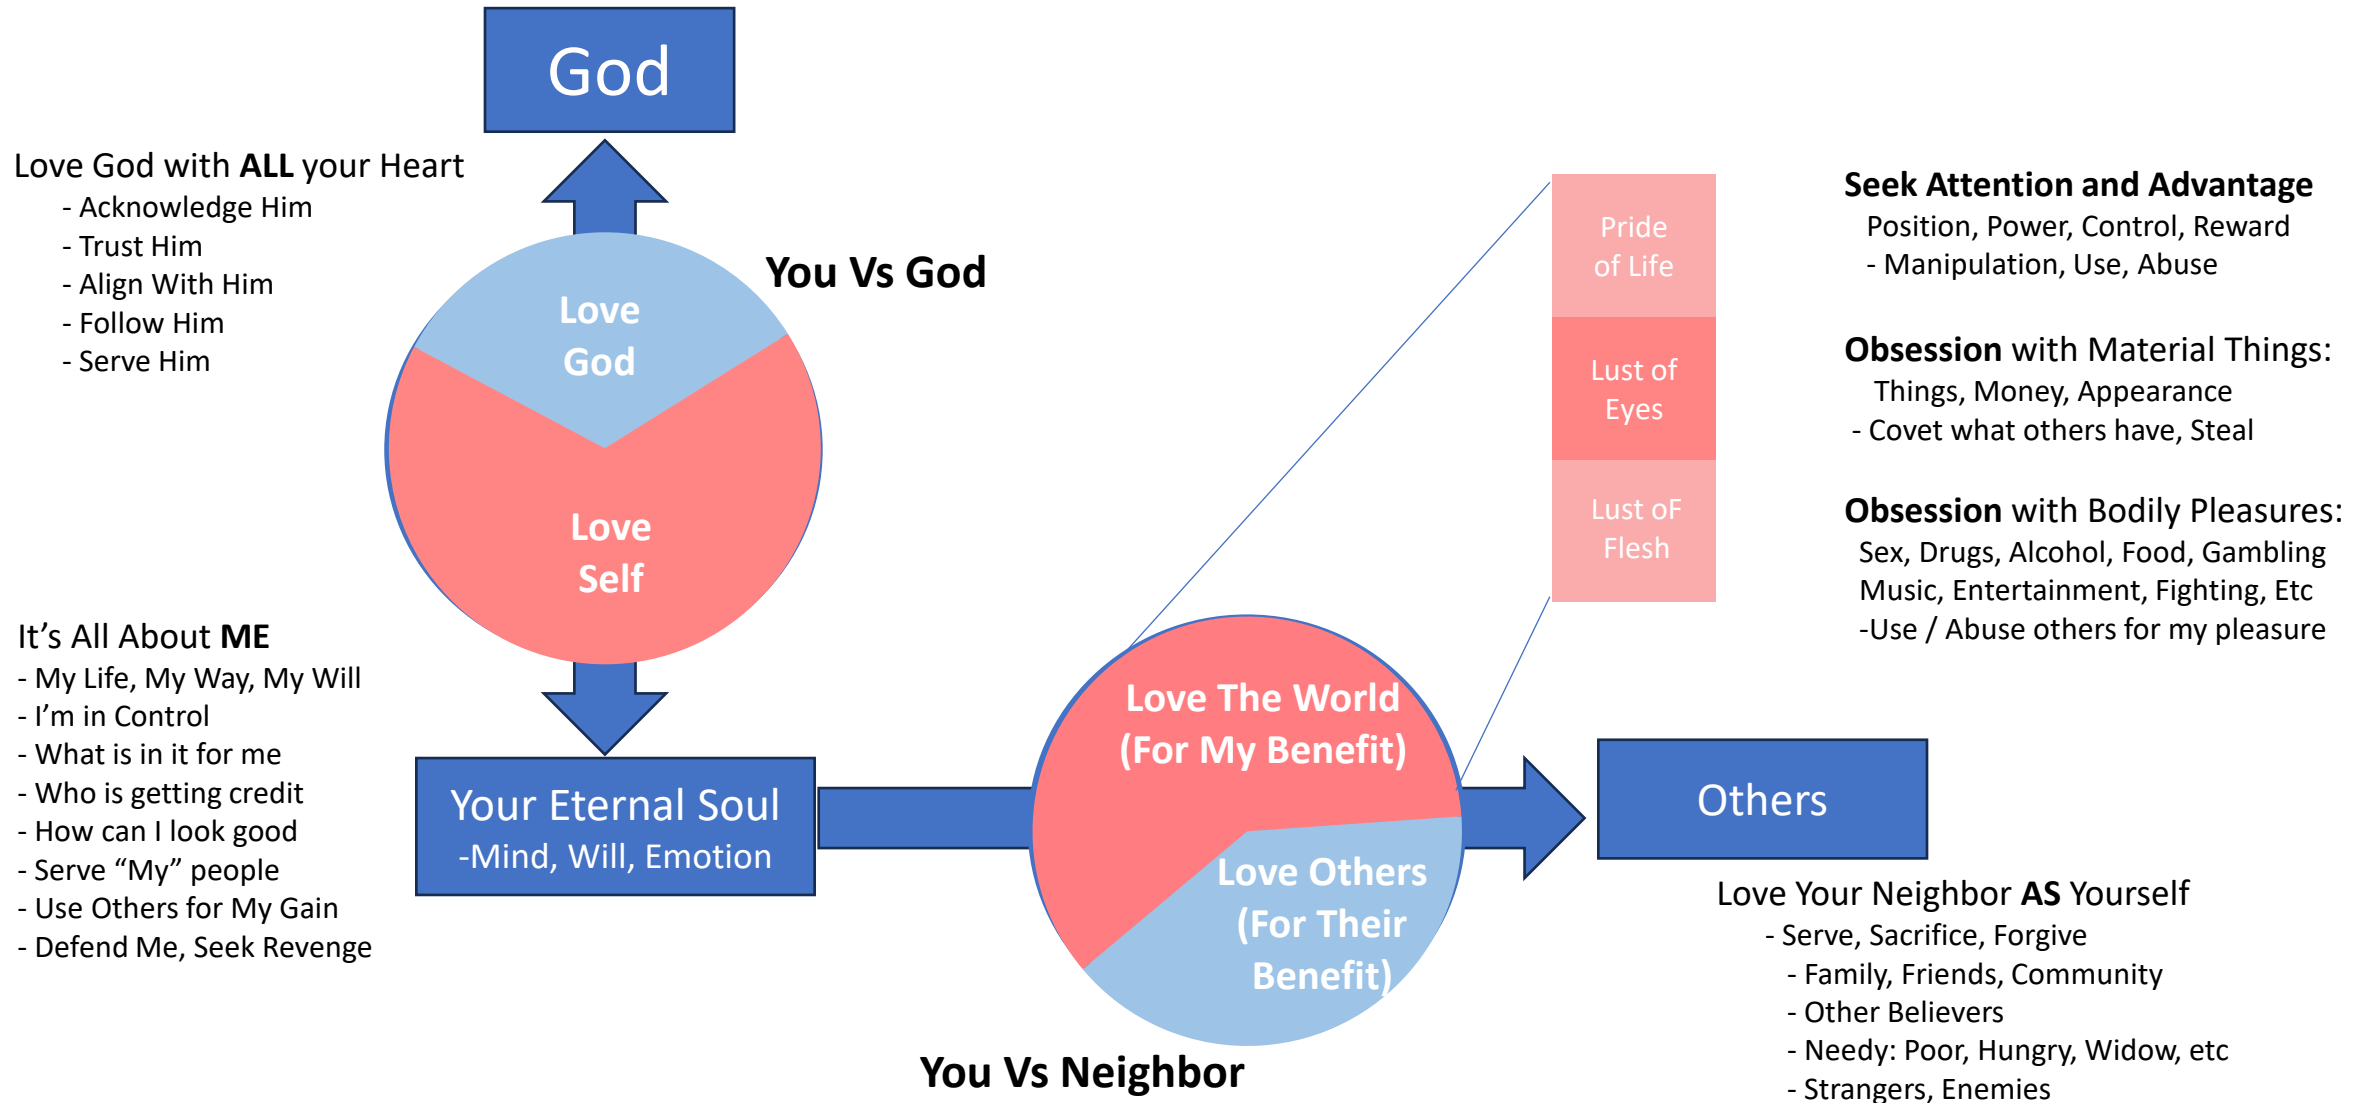 God
Love God with ALL your Heart
- Acknowledge Him
- Trust Him
- Align With Him
- Follow Him
- Serve Him
You Vs God
Love
God
Love
Self
It’s All About ME
- My Life, My Way, My Will
- I’m in Control
- What is in it for me
- Who is getting credit
- How can I look good
- Serve “My” people
- Use Others for My Gain
- Defend Me, Seek Revenge
Your Eternal Soul
-Mind, Will, Emotion
Love The World
(For My Benefit)
Love Others
(For Their
Benefit)
You Vs Neighbor
Pride
of Life
Lust of
Eyes
Lust oF
Flesh
Seek Attention and Advantage
Position, Power, Control, Reward
- Manipulation, Use, Abuse
Obsession with Material Things:
Things, Money, Appearance
- Covet what others have, Steal
Obsession with Bodily Pleasures:
Sex, Drugs, Alcohol, Food, Gambling
Music, Entertainment, Fighting, Etc
-Use / Abuse others for my pleasure
Others
Love Your Neighbor AS Yourself
- Serve, Sacrifice, Forgive
- Family, Friends, Community
- Other Believers
- Needy: Poor, Hungry, Widow, etc
- Strangers, Enemies